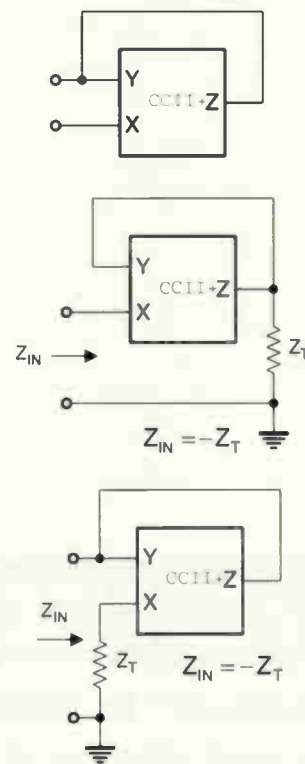 Y
CCII+Z
X
Y
CCII+Z
X
Z_IN
Z_T
Z_IN = −Z_T
Y
CCII+Z
X
Z_IN
Z_T
Z_IN = −Z_T